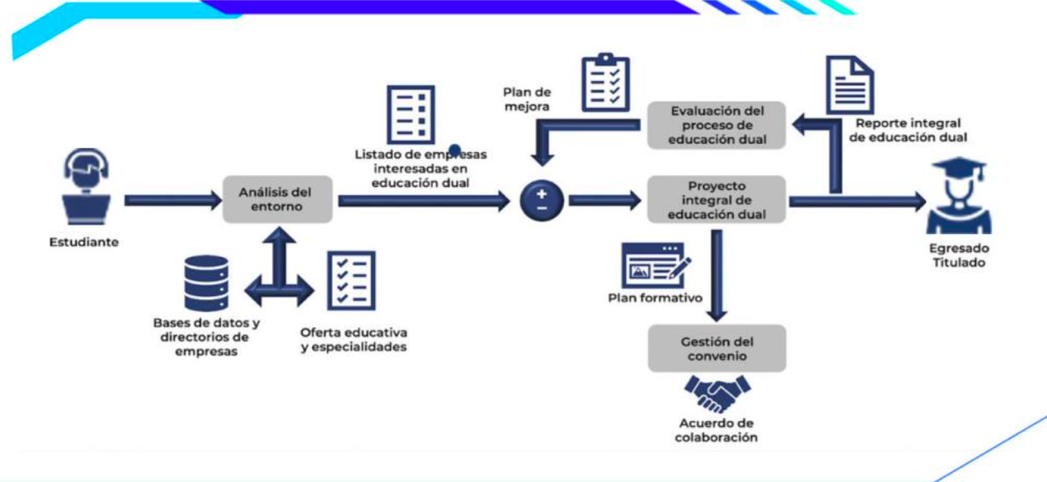 Estudiante
Análisis del
entorno
Bases de datos y
directorios de
empresas
Oferta educativa
y especialidades
Listado de empresas
interesadas en
educación dual
Plan de
mejora
+
-
Evaluación del
proceso de
educación dual
Reporte integral
de educación dual
Proyecto
integral de
educación dual
Plan formativo
Gestión del
convenio
Acuerdo de
colaboración
Egresado
Titulado